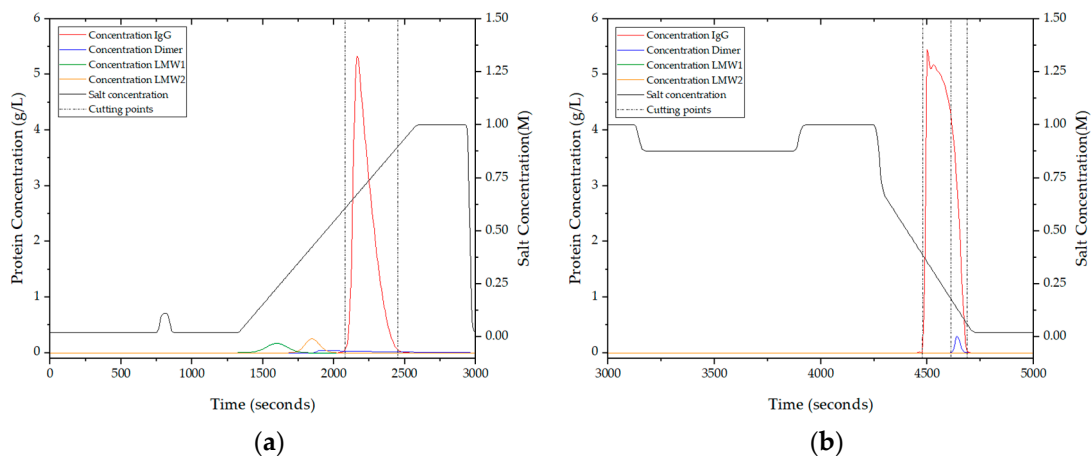 6
5
4
3
2
1
0
Protein Concentration (g/L)
Concentration IgG
Concentration Dimer
Concentration LMW1
Concentration LMW2
Salt concentration
Cutting points
1.50
1.25
1.00
0.75
0.50
0.25
0.00
Salt Concentration(M)
0 500 1000 1500 2000 2500 3000
Time (seconds)
(a)
6
5
4
3
2
1
0
Protein Concentration (g/L)
Concentration IgG
Concentration Dimer
Concentration LMW1
Concentration LMW2
Salt concentration
Cutting points
1.50
1.25
1.00
0.75
0.50
0.25
0.00
Salt Concentration(M)
3000 3500 4000 4500 5000
Time (seconds)
(b)